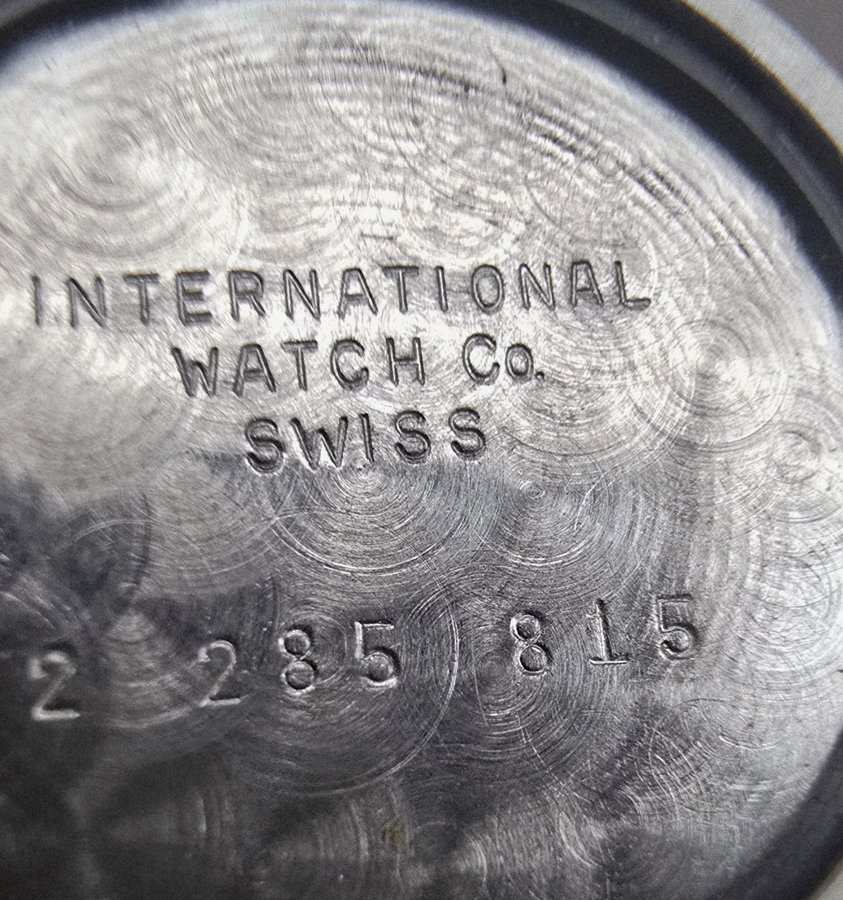 INTERNATIONAL
WATCH Co.
SWISS
2 285 815